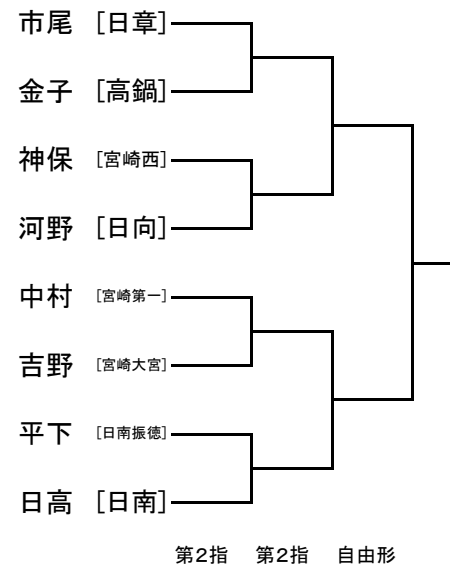 市尾 [日章]
金子 [高鍋]
神保 [宮崎西]
河野 [日向]
中村 [宮崎第一]
吉野 [宮崎大宮]
平下 [日南振徳]
日高 [日南]
第2指 第2指 自由形